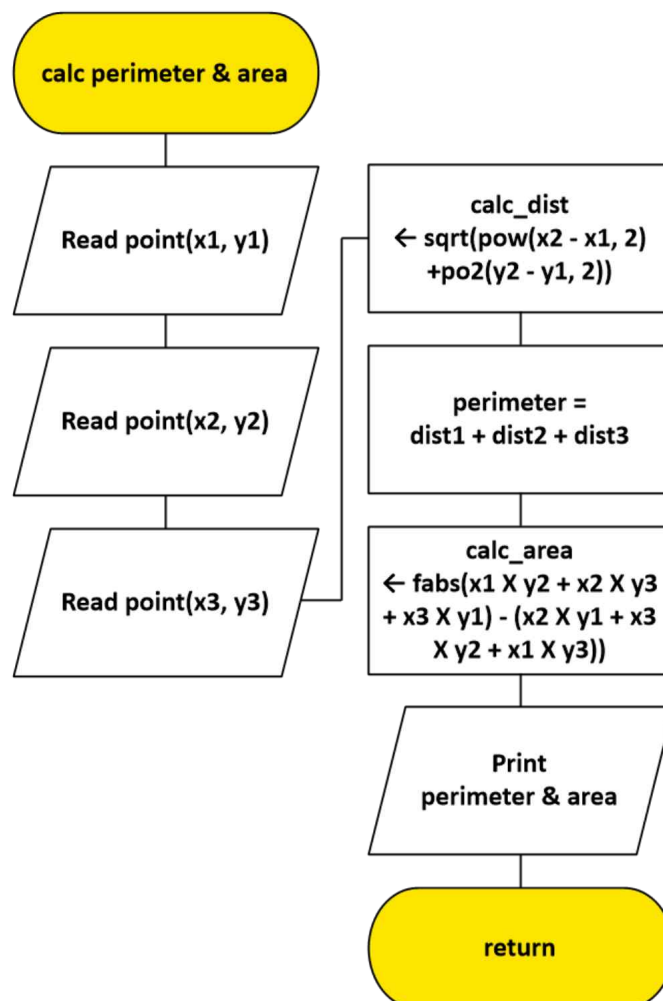 calc perimeter & area
Read point(x1, y1)
Read point(x2, y2)
Read point(x3, y3)
calc_dist
← sqrt(pow(x2 - x1, 2)
+po2(y2 - y1, 2))
perimeter =
dist1 + dist2 + dist3
calc_area
← fabs(x1 X y2 + x2 X y3
+ x3 X y1) - (x2 X y1 + x3
X y2 + x1 X y3))
Print
perimeter & area
return